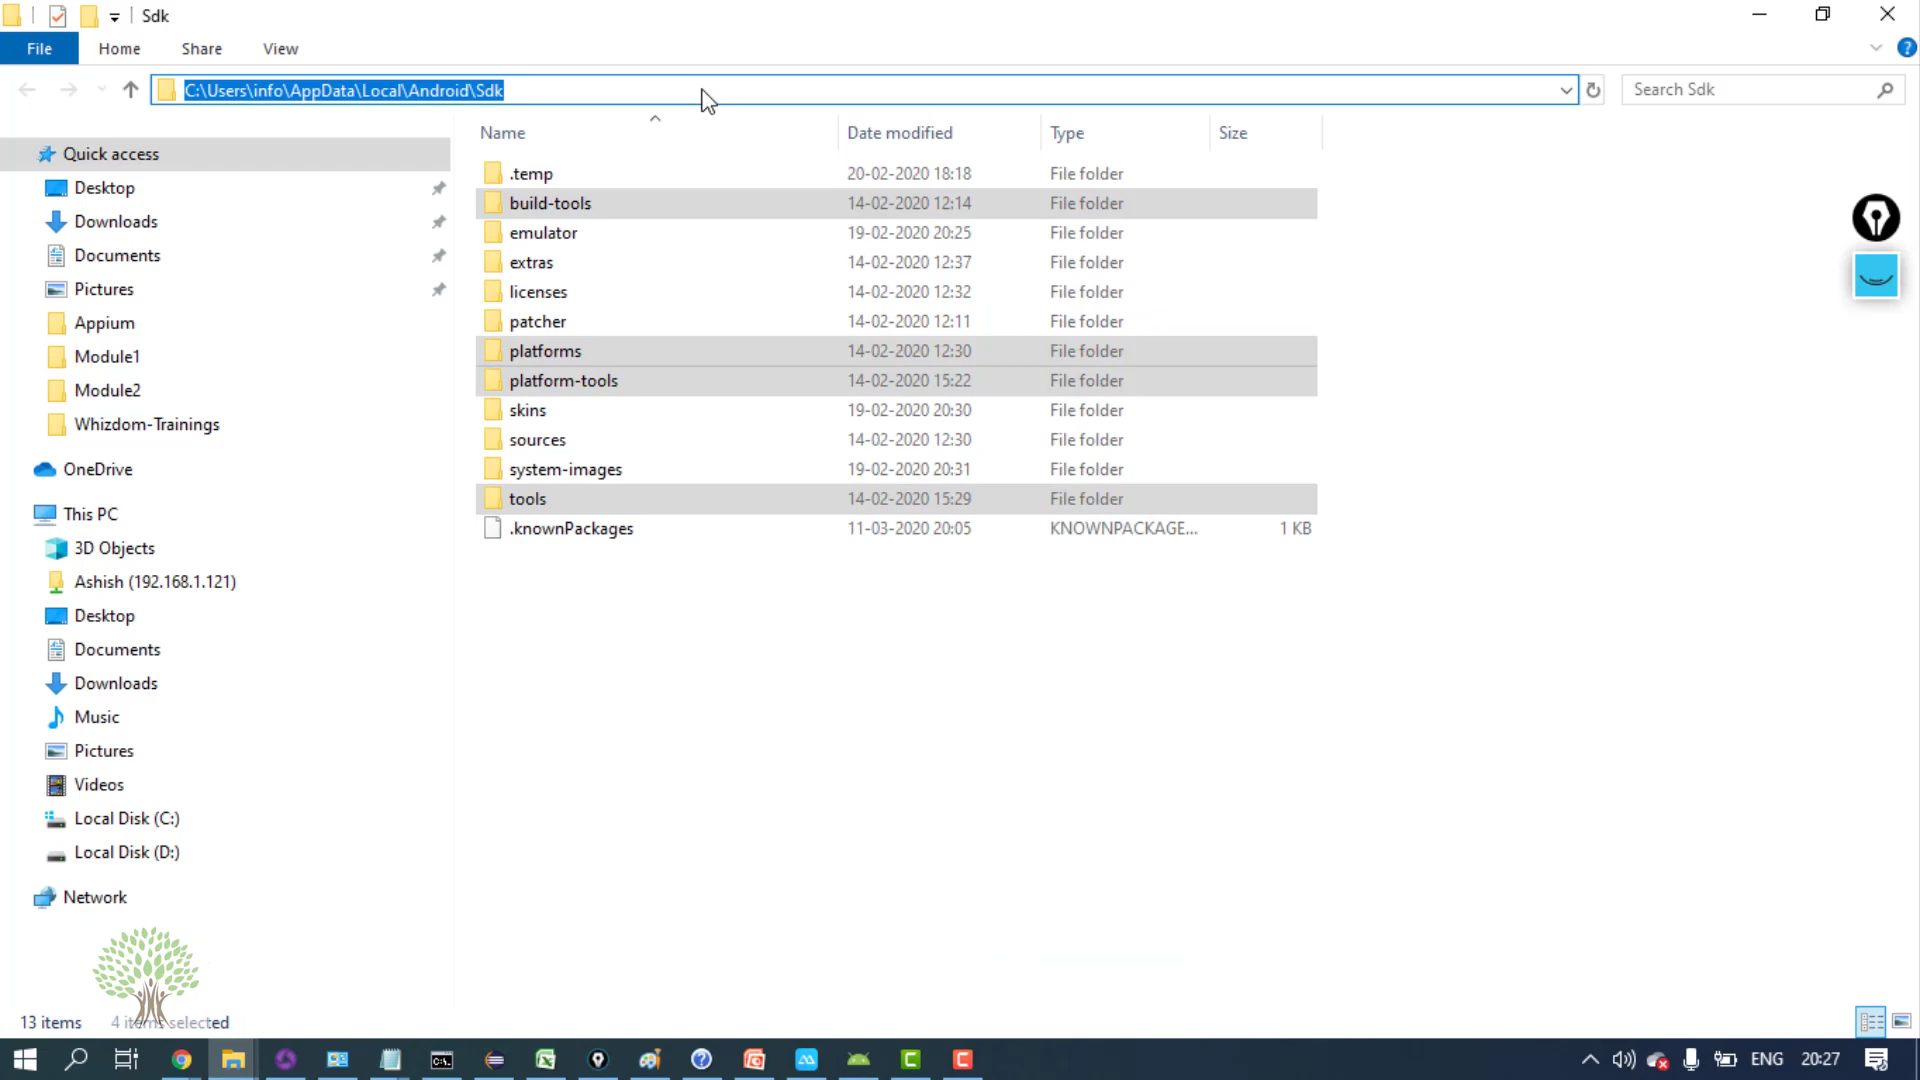 Sdk
File Home Share View
C:\Users\info\AppData\Local\Android\Sdk
Search Sdk
Name Date modified Type Size
Quick access
Desktop
Downloads
Documents
Pictures
Appium
Module1
Module2
Whizdom-Trainings
OneDrive
This PC
3D Objects
Ashish (192.168.1.121)
Desktop
Documents
Downloads
Music
Pictures
Videos
Local Disk (C:)
Local Disk (D:)
Network
.temp 20-02-2020 18:18 File folder
build-tools 14-02-2020 12:14 File folder
emulator 19-02-2020 20:25 File folder
extras 14-02-2020 12:37 File folder
licenses 14-02-2020 12:32 File folder
patcher 14-02-2020 12:11 File folder
platforms 14-02-2020 12:30 File folder
platform-tools 14-02-2020 15:22 File folder
skins 19-02-2020 20:30 File folder
sources 14-02-2020 12:30 File folder
system-images 19-02-2020 20:31 File folder
tools 14-02-2020 15:29 File folder
.knownPackages 11-03-2020 20:05 KNOWNPACKAGE... 1 KB
13 items 4 items selected
ENG 20:27